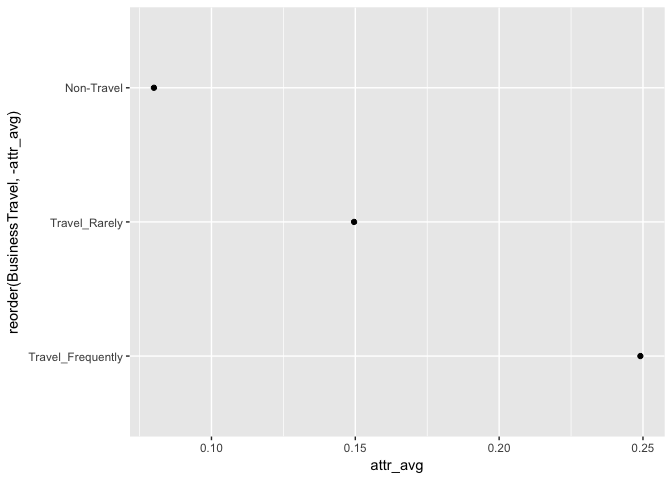 reorder(BusinessTravel, -attr_avg)
Non-Travel
Travel_Rarely
Travel_Frequently
0.10 0.15 0.20 0.25
attr_avg